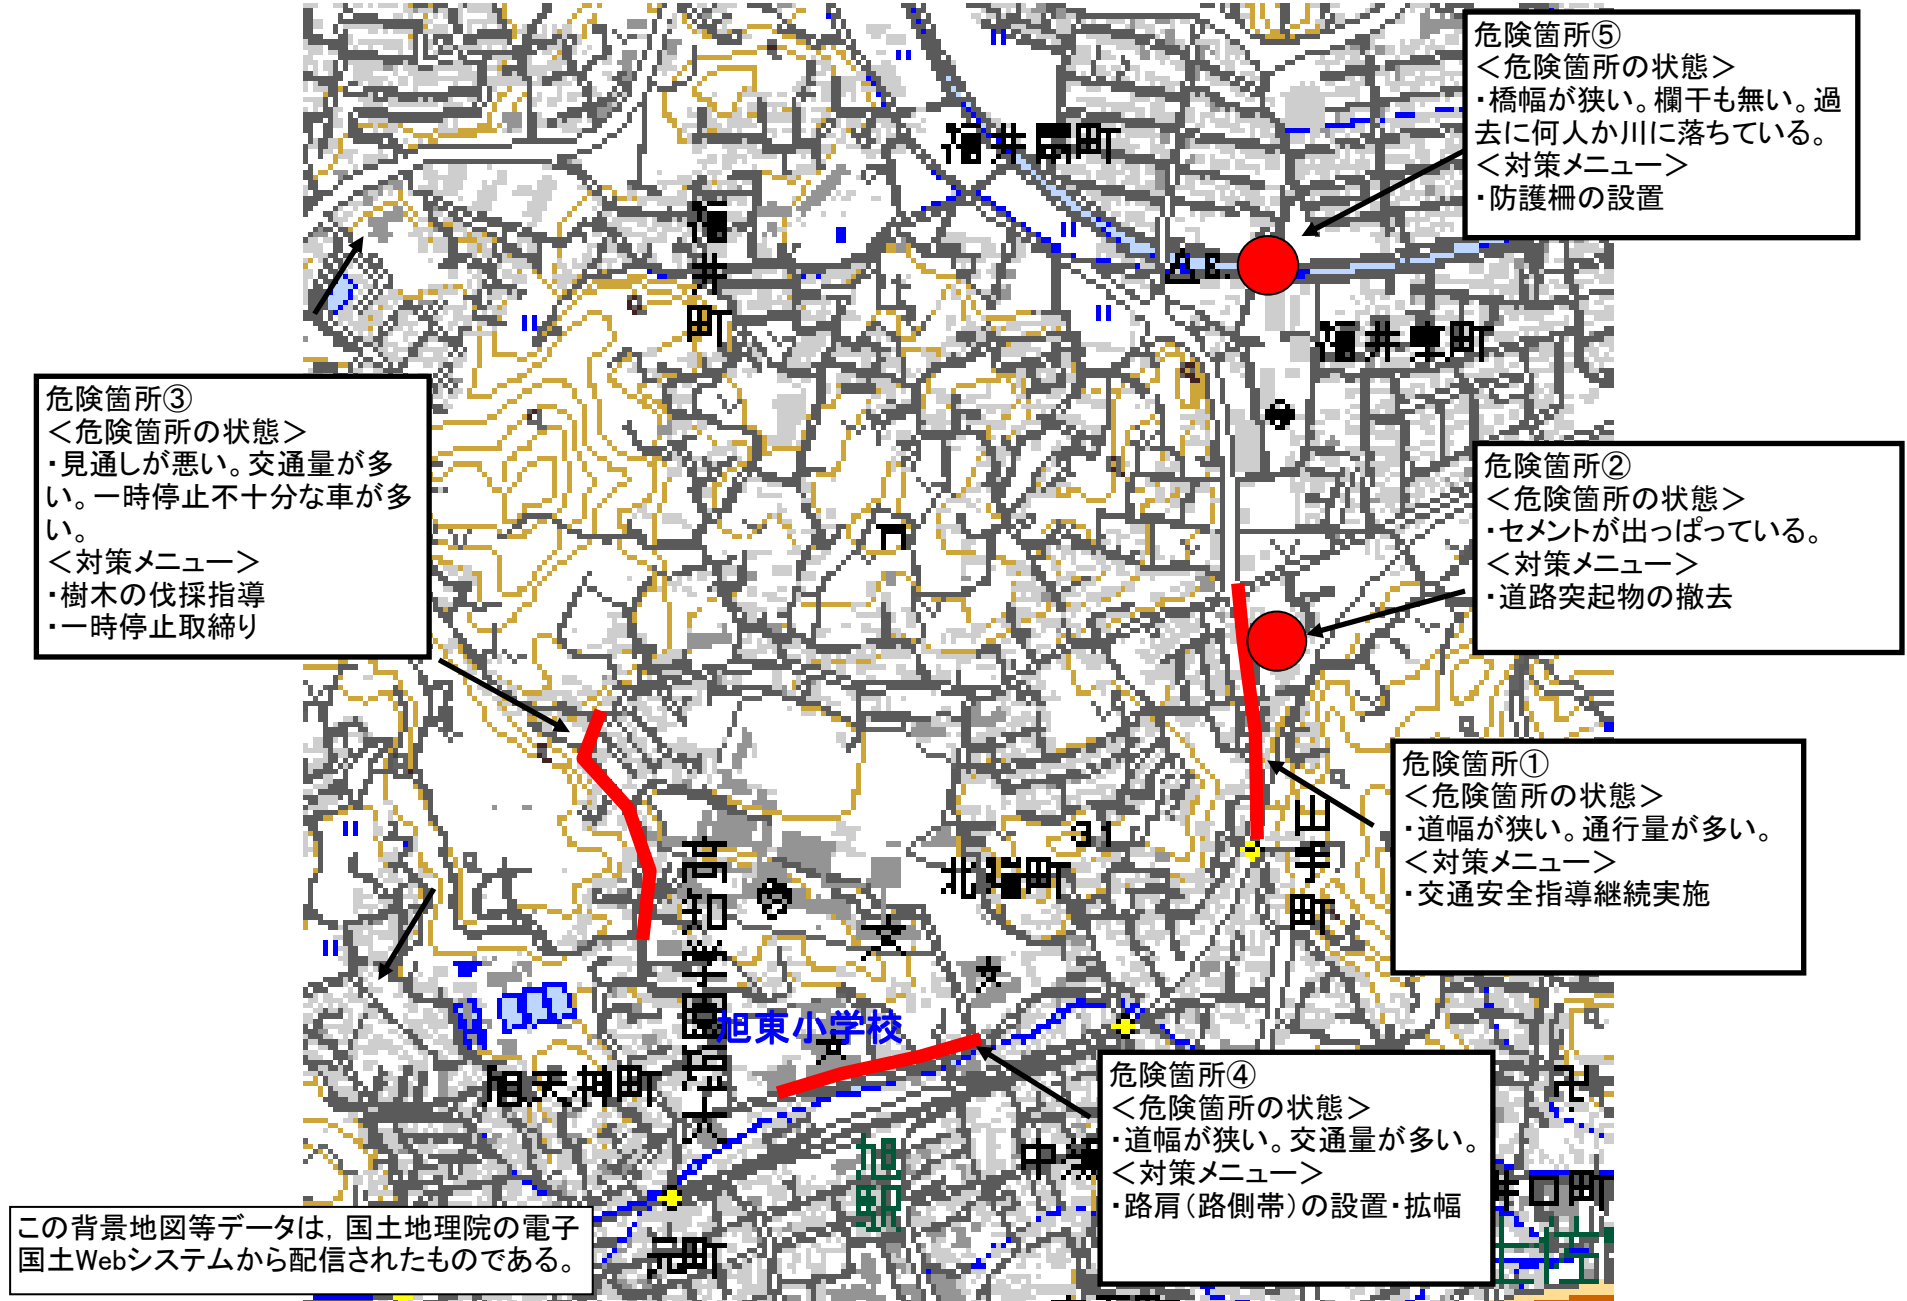 危険箇所⑤
＜危険箇所の状態＞
・橋幅が狭い。欄干も無い。過
去に何人か川に落ちている。
＜対策メニュー＞
・防護柵の設置
危険箇所③
＜危険箇所の状態＞
・見通しが悪い。交通量が多
い。一時停止不十分な車が多
い。
＜対策メニュー＞
・樹木の伐採指導
・一時停止取締り
危険箇所②
＜危険箇所の状態＞
・セメントが出っぱっている。
＜対策メニュー＞
・道路突起物の撤去
危険箇所①
＜危険箇所の状態＞
・道幅が狭い。通行量が多い。
＜対策メニュー＞
・交通安全指導継続実施
31
旭東小学校
旭天神町
危険箇所④
＜危険箇所の状態＞
・道幅が狭い。交通量が多い。
＜対策メニュー＞
・路肩（路側帯）の設置・拡幅
井口町
この背景地図等データは，国土地理院の電子
国土Webシステムから配信されたものである。